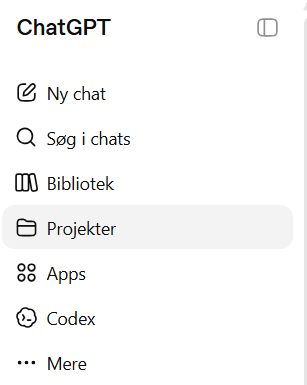 ChatGPT
Ny chat
Søg i chats
Bibliotek
Projekter
Apps
Codex
Mere